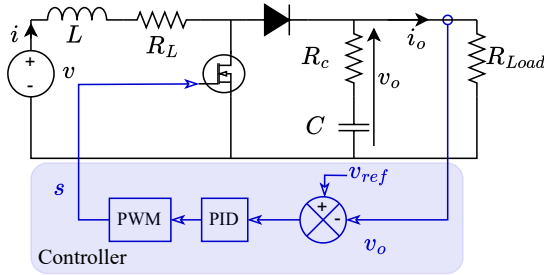 i
L
R_L
+
-
v
R_c
C
v_o
i_o
R_Load
s
v_ref
+
-
PWM
PID
v_o
Controller